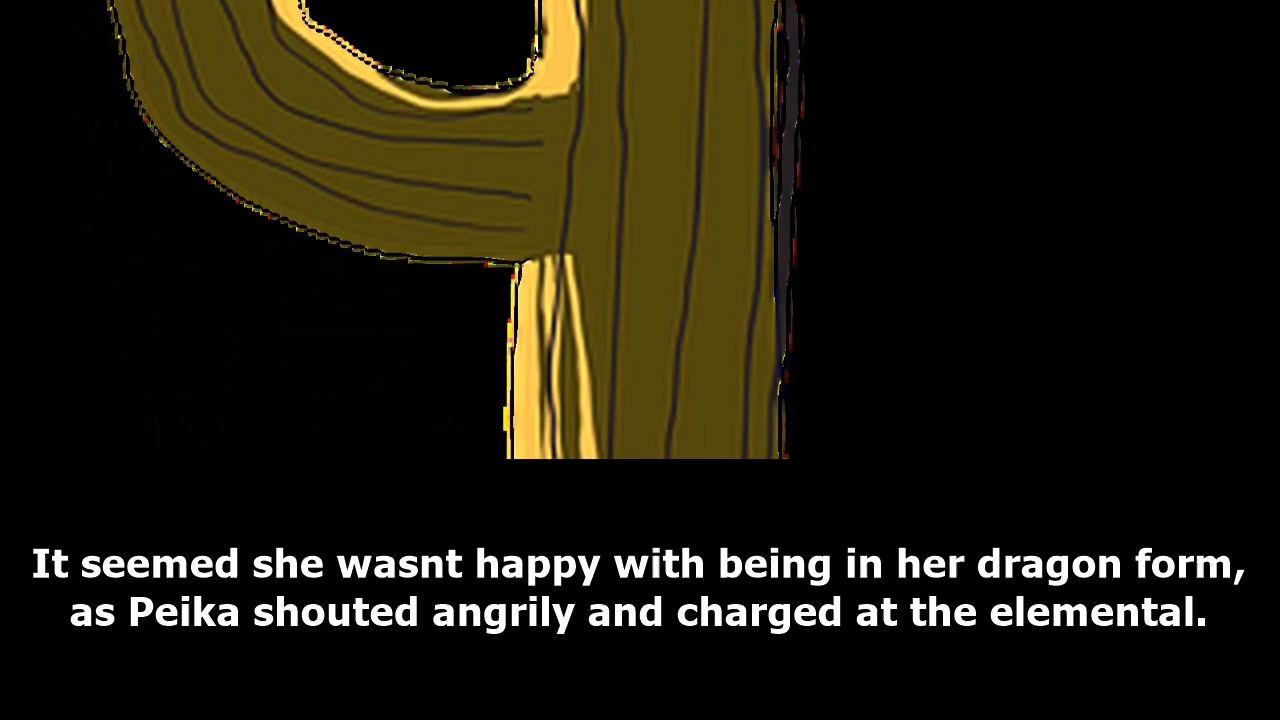 It seemed she wasnt happy with being in her dragon form,
as Peika shouted angrily and charged at the elemental.